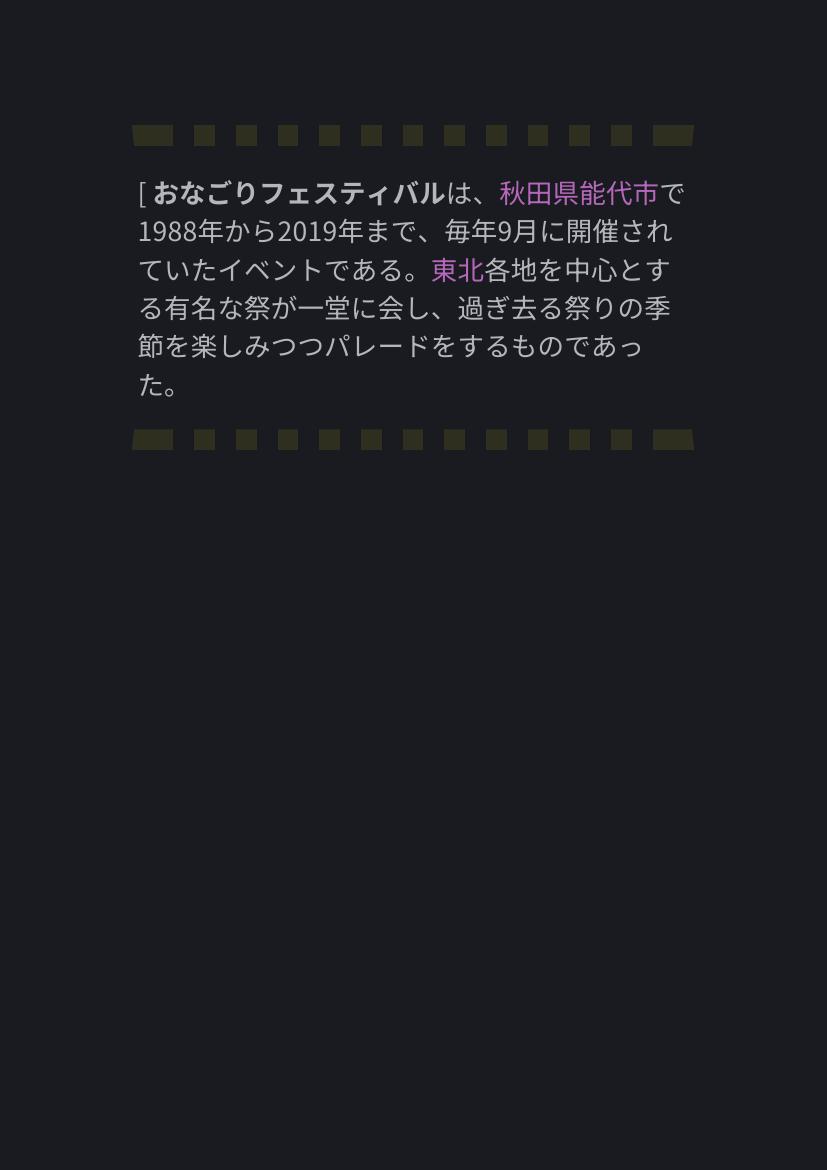 [ おなごりフェスティバルは、秋田県能代市で
1988年から2019年まで、毎年9月に開催され
ていたイベントである。東北各地を中心とす
る有名な祭が一堂に会し、過ぎ去る祭りの季
節を楽しみつつパレードをするものであっ
た。